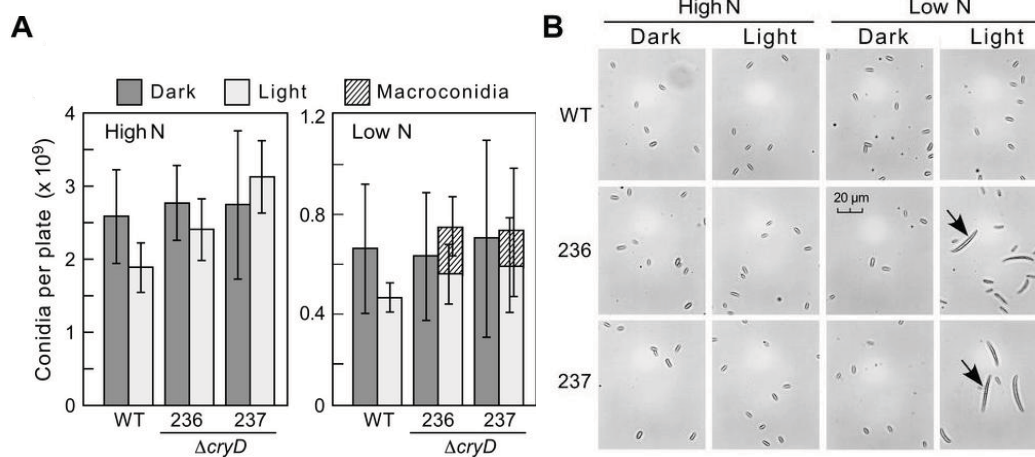 A
Dark Light Macroconidia
Conidia per plate (x 10⁹)
4
3
2
1
0
High N
WT 236 237
ΔcryD
1.2
0.8
0.4
0
Low N
WT 236 237
ΔcryD
B
High N Low N
Dark Light Dark Light
WT
236
20 µm
237